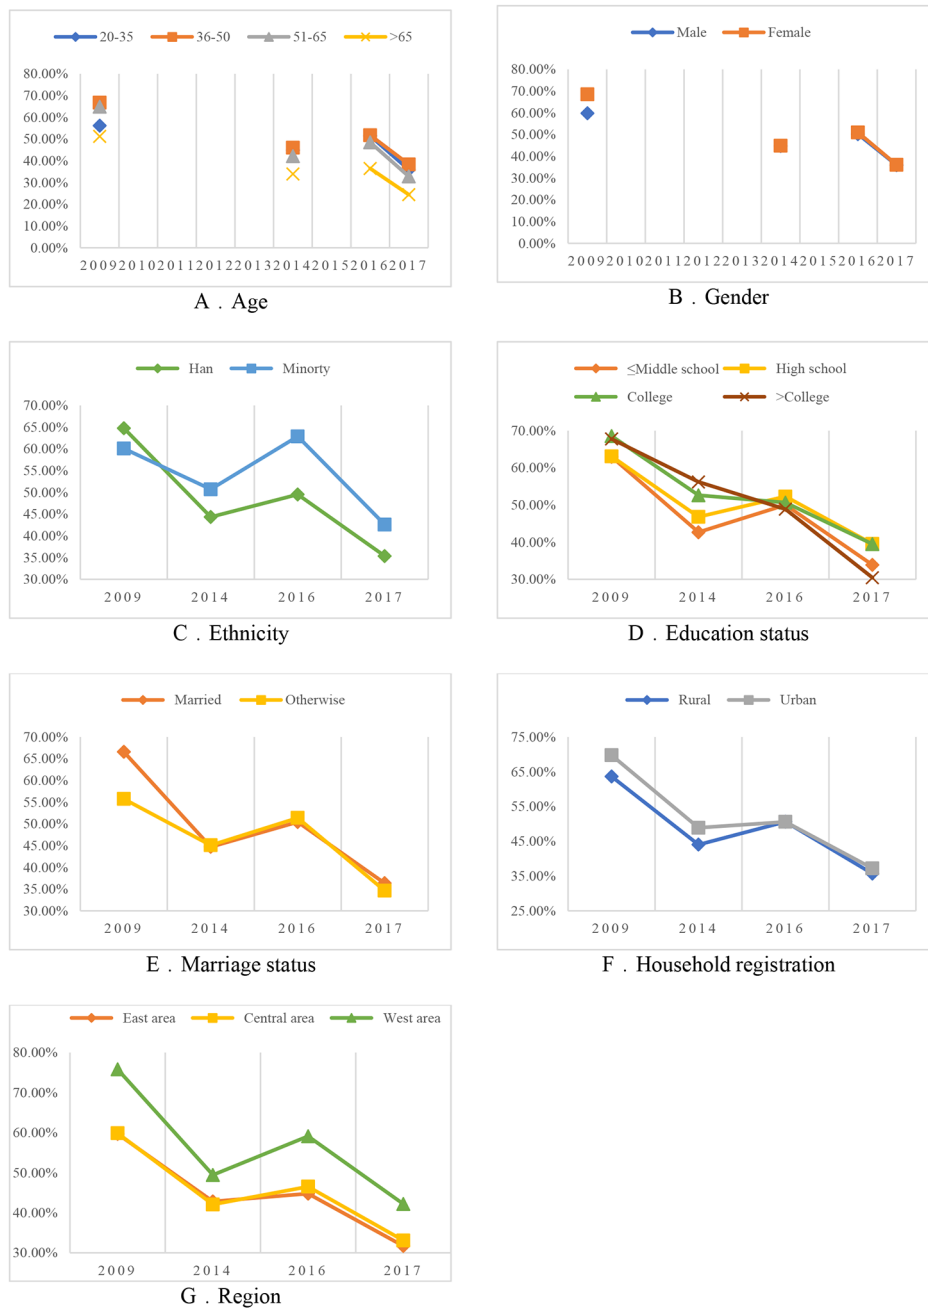 20-35 36-50 51-65 >65
80.00%
70.00%
60.00%
50.00%
40.00%
30.00%
20.00%
10.00%
0.00%
2009 2010 2011 2012 2013 2014 2015 2016 2017
A . Age
Male Female
80.00%
70.00%
60.00%
50.00%
40.00%
30.00%
20.00%
10.00%
0.00%
2009 2010 2011 2012 2013 2014 2015 2016 2017
B . Gender
Han Minorty
70.00%
65.00%
60.00%
55.00%
50.00%
45.00%
40.00%
35.00%
30.00%
2009 2014 2016 2017
C . Ethnicity
≤Middle school High school
College >College
70.00%
60.00%
50.00%
40.00%
30.00%
2009 2014 2016 2017
D . Education status
Married Otherwise
70.00%
65.00%
60.00%
55.00%
50.00%
45.00%
40.00%
35.00%
30.00%
2009 2014 2016 2017
E . Marriage status
Rural Urban
75.00%
65.00%
55.00%
45.00%
35.00%
25.00%
2009 2014 2016 2017
F . Household registration
East area Central area West area
80.00%
70.00%
60.00%
50.00%
40.00%
30.00%
2009 2014 2016 2017
G . Region